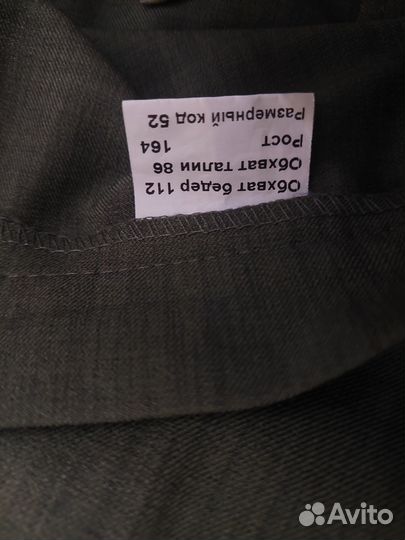 Обхват бедер 112
Обхват талии 86
Рост 164
Размерный код 52
Avito